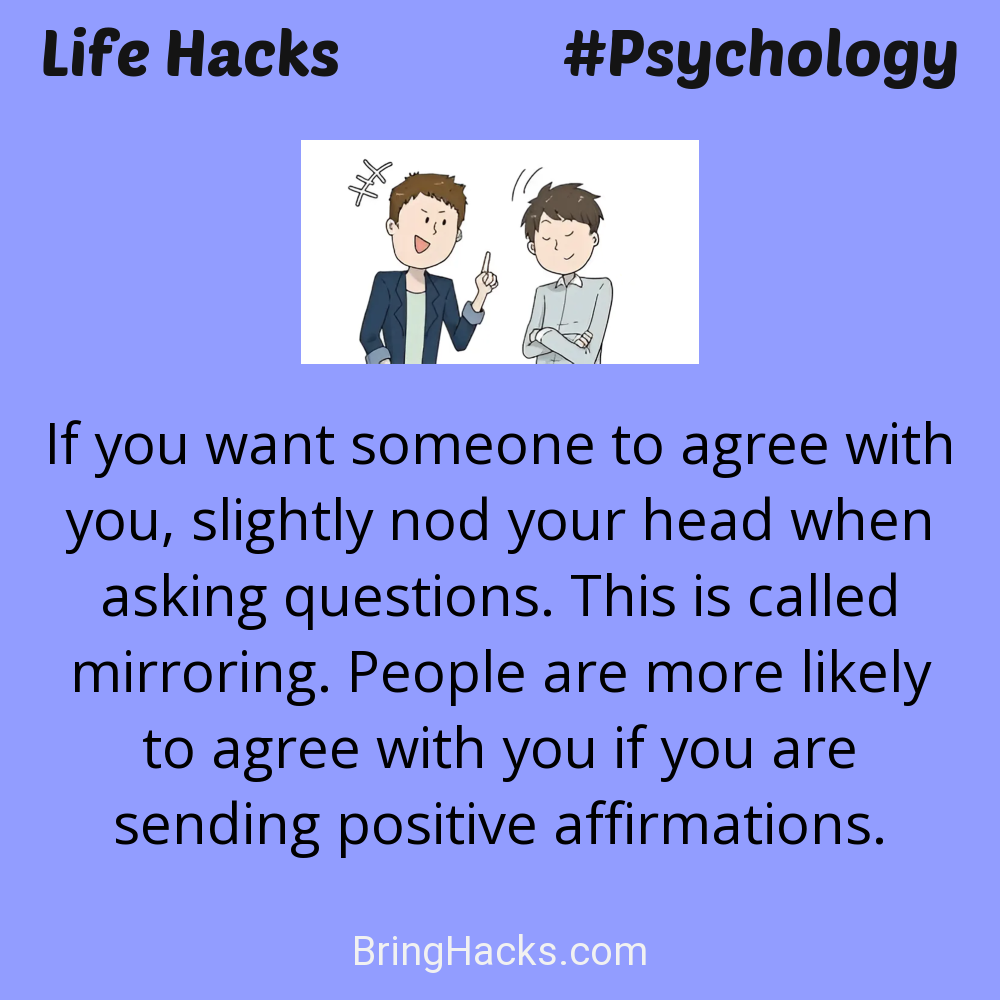 Life Hacks #Psychology
If you want someone to agree with
you, slightly nod your head when
asking questions. This is called
mirroring. People are more likely
to agree with you if you are
sending positive affirmations.
BringHacks.com